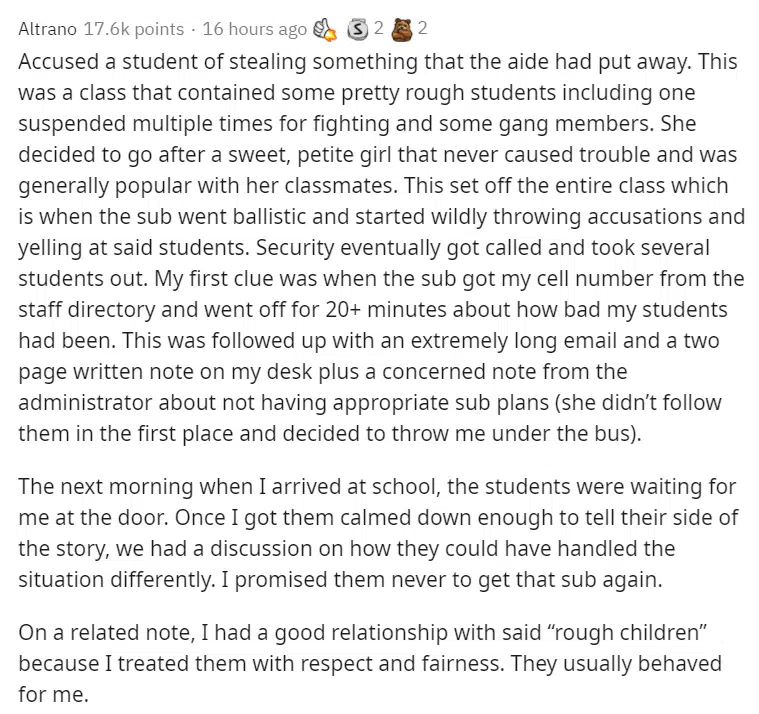 Altrano 17.6k points · 16 hours ago 2 2
Accused a student of stealing something that the aide had put away. This
was a class that contained some pretty rough students including one
suspended multiple times for fighting and some gang members. She
decided to go after a sweet, petite girl that never caused trouble and was
generally popular with her classmates. This set off the entire class which
is when the sub went ballistic and started wildly throwing accusations and
yelling at said students. Security eventually got called and took several
students out. My first clue was when the sub got my cell number from the
staff directory and went off for 20+ minutes about how bad my students
had been. This was followed up with an extremely long email and a two
page written note on my desk plus a concerned note from the
administrator about not having appropriate sub plans (she didn’t follow
them in the first place and decided to throw me under the bus).
The next morning when I arrived at school, the students were waiting for
me at the door. Once I got them calmed down enough to tell their side of
the story, we had a discussion on how they could have handled the
situation differently. I promised them never to get that sub again.
On a related note, I had a good relationship with said “rough children”
because I treated them with respect and fairness. They usually behaved
for me.